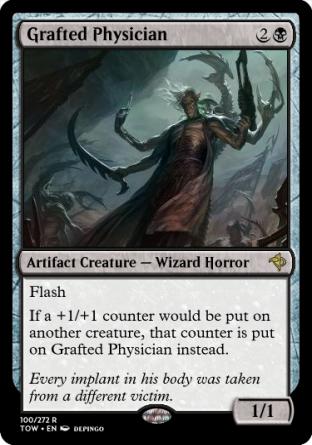 Grafted Physician 2
Artifact Creature — Wizard Horror
Flash
If a +1/+1 counter would be put on
another creature, that counter is put
on Grafted Physician instead.
Every implant in his body was taken
from a different victim.
1/1
100/272 R
TOW • EN DEPINGO